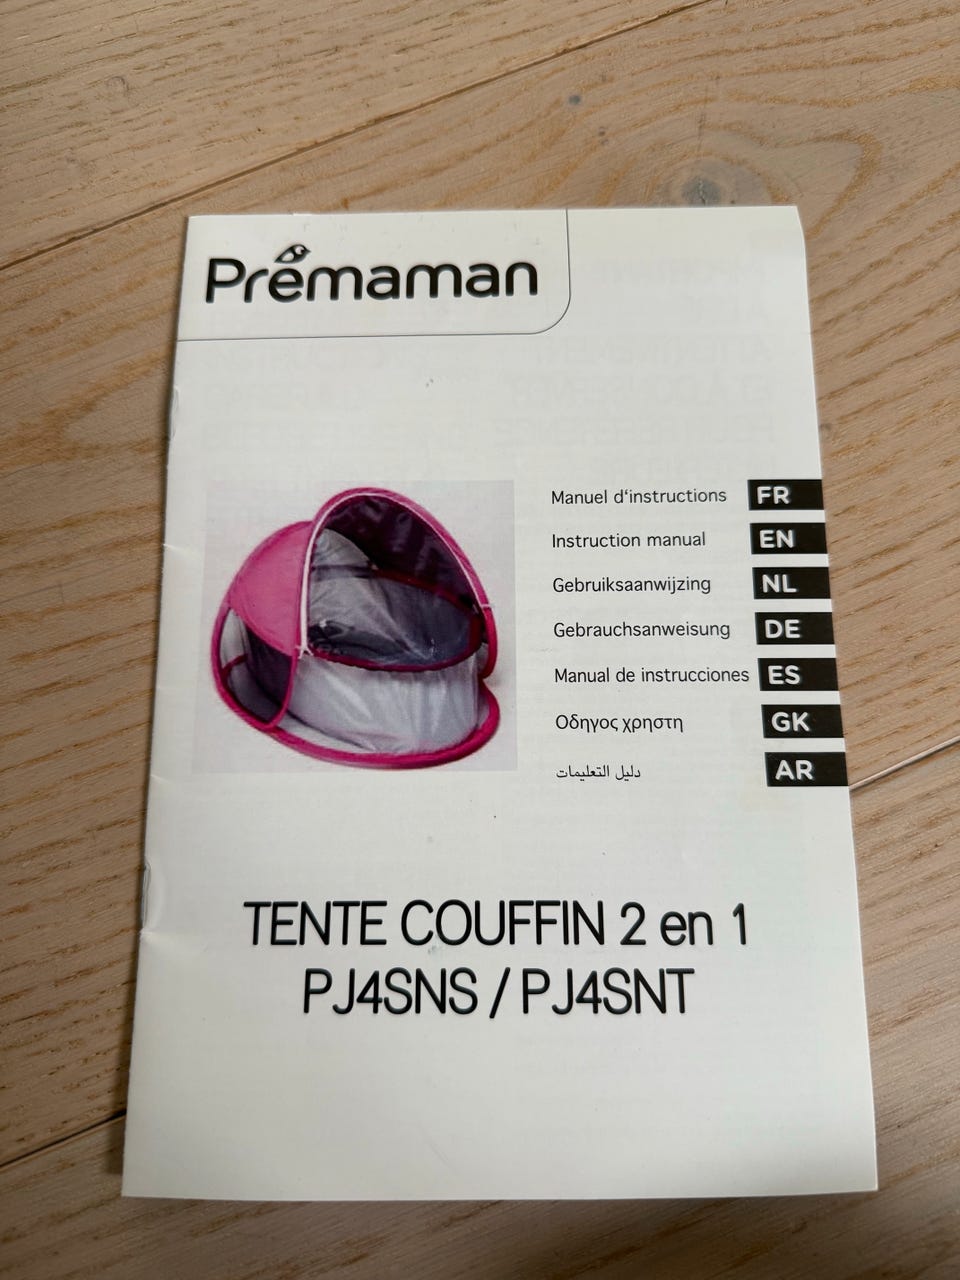 Prémaman
Manuel d'instructions FR
Instruction manual EN
Gebruiksaanwijzing NL
Gebrauchsanweisung DE
Manual de instrucciones ES
Οδηγος χρηστη GK
دليل التعليمات AR
TENTE COUFFIN 2 en 1
PJ4SNS / PJ4SNT